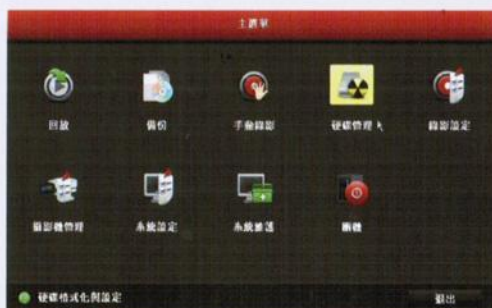 主選單
回放 備份 手動錄影 硬碟管理 錄影設定
攝影機管理 系統設定 系統維護 關機
硬碟格式化與設定 退出